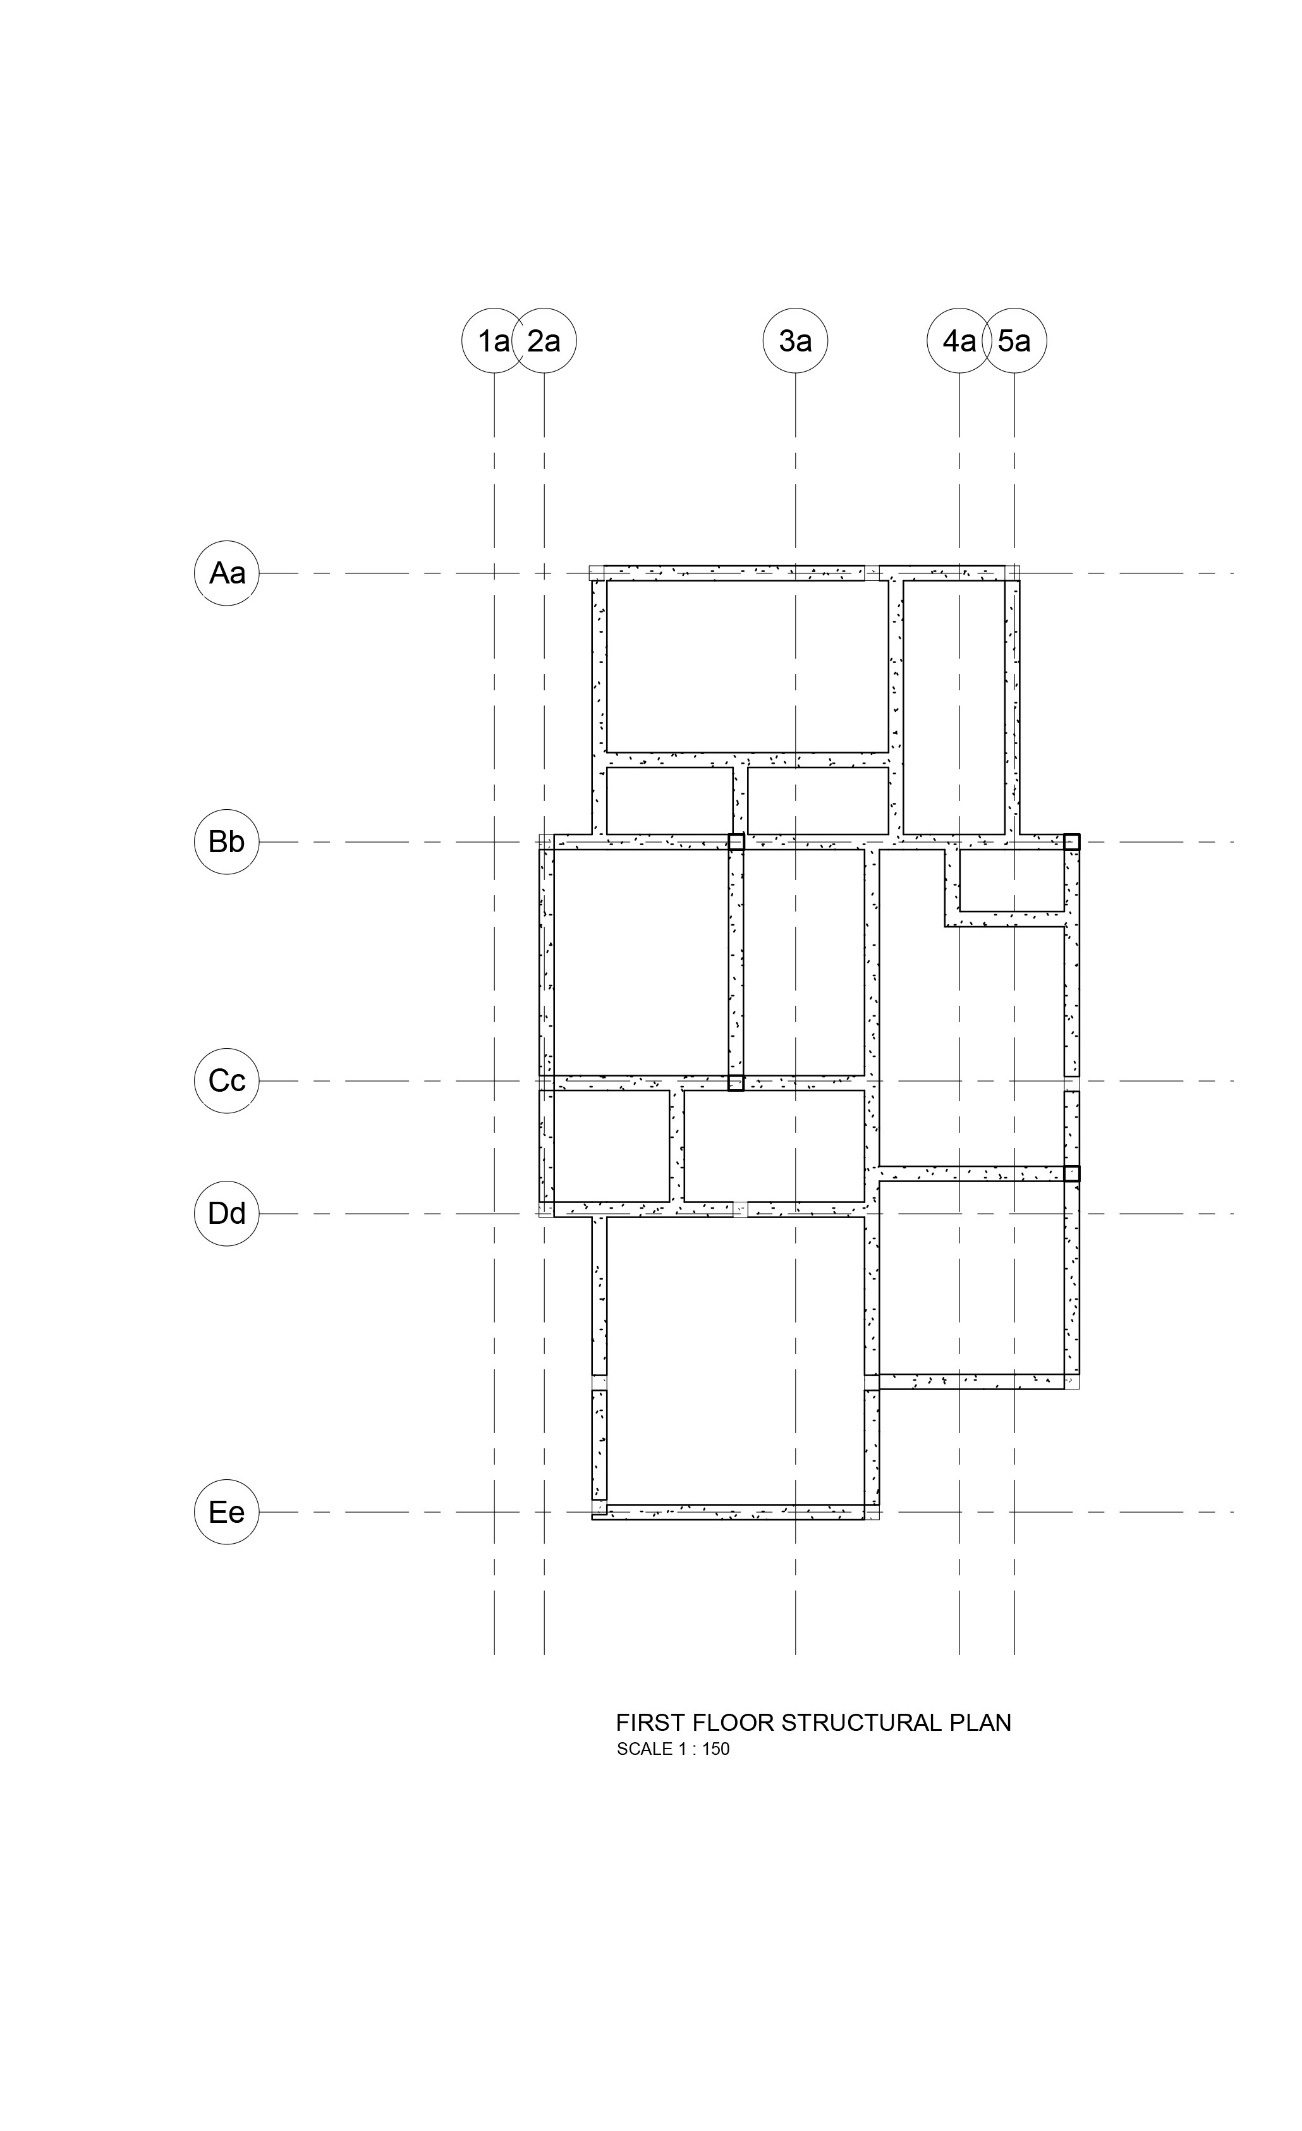 1a 2a 3a 4a 5a
Aa
Bb
Cc
Dd
Ee
FIRST FLOOR STRUCTURAL PLAN
SCALE 1 : 150